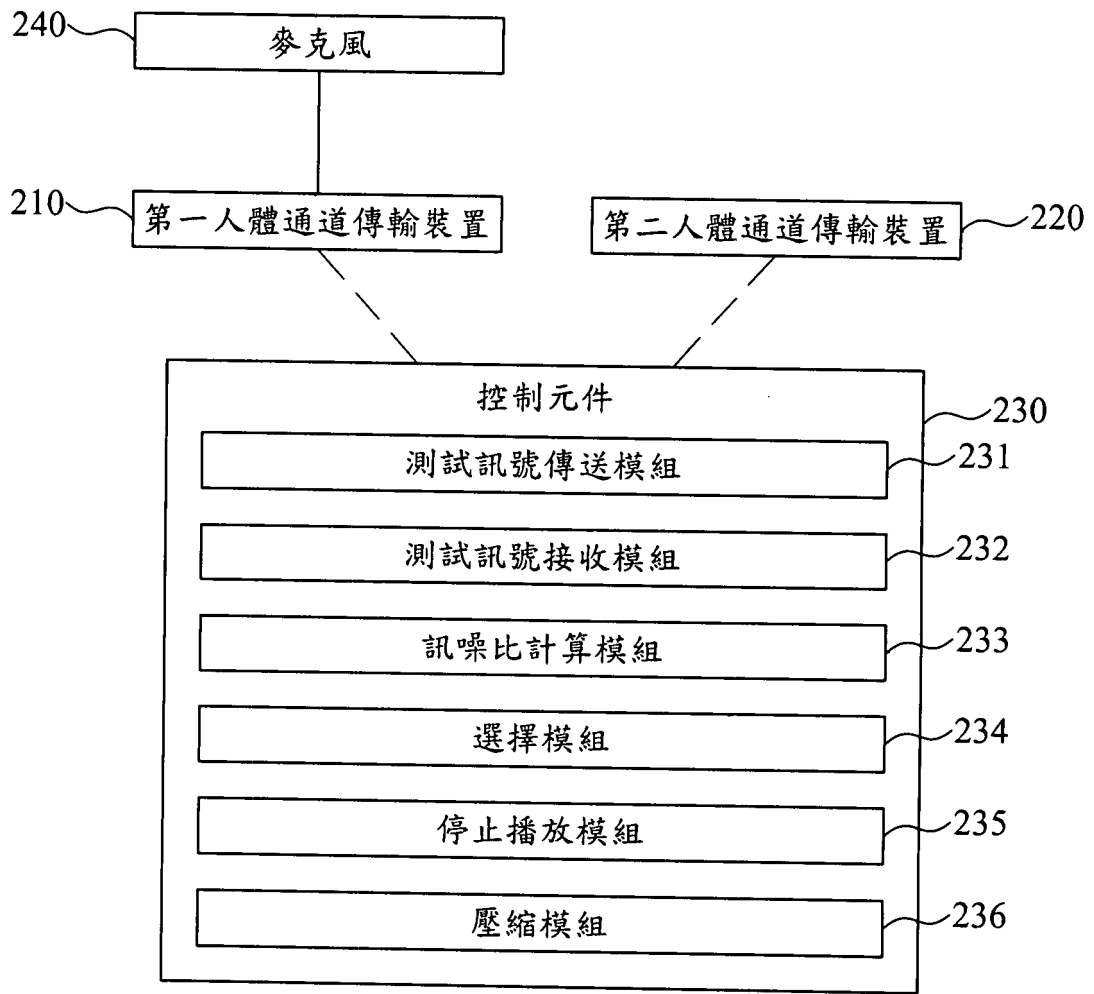 240
麥克風
210
第一人體通道傳輸裝置
第二人體通道傳輸裝置
220
控制元件
230
測試訊號傳送模組
231
測試訊號接收模組
232
訊噪比計算模組
233
選擇模組
234
停止播放模組
235
壓縮模組
236